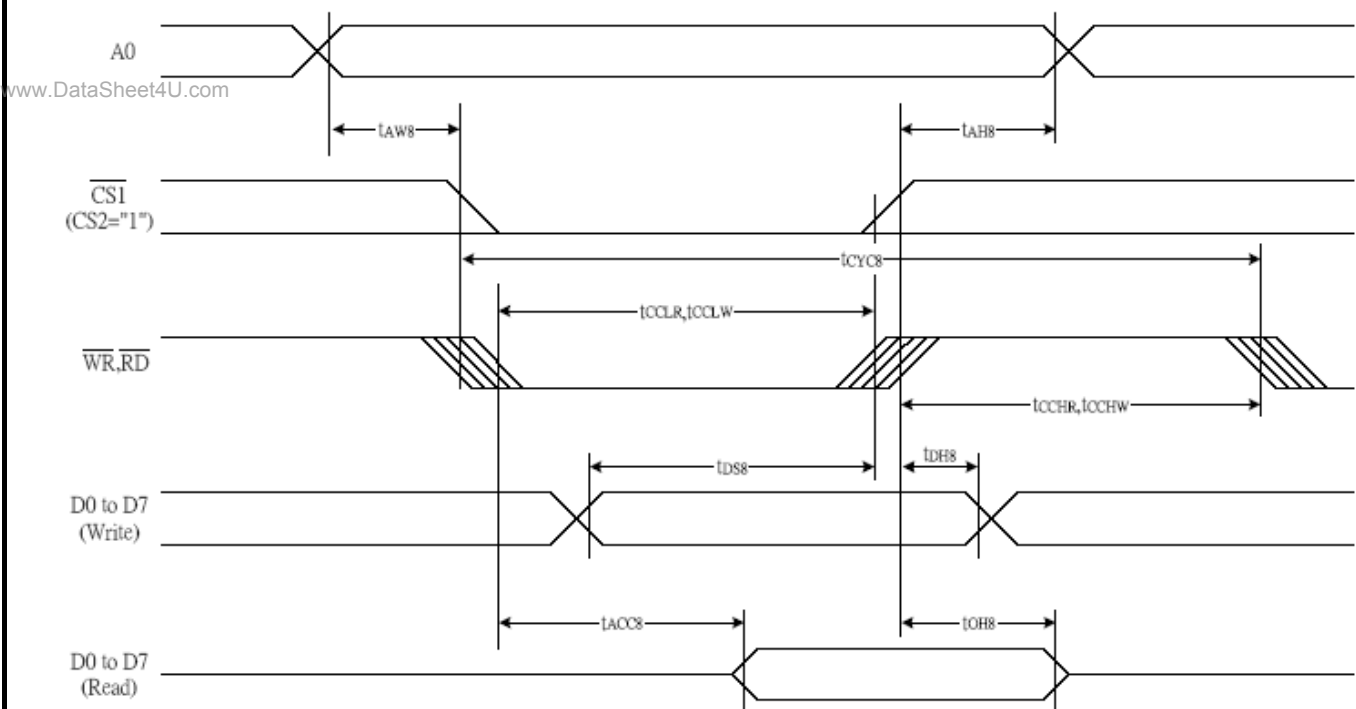 A0
www.DataSheet4U.com
tAW8
tAH8
CS1
(CS2="1")
tCYC8
tCCLR,tCCLW
WR,RD
tCCHR,tCCHW
tDS8
tDH8
D0 to D7
(Write)
tACC8
tOH8
D0 to D7
(Read)